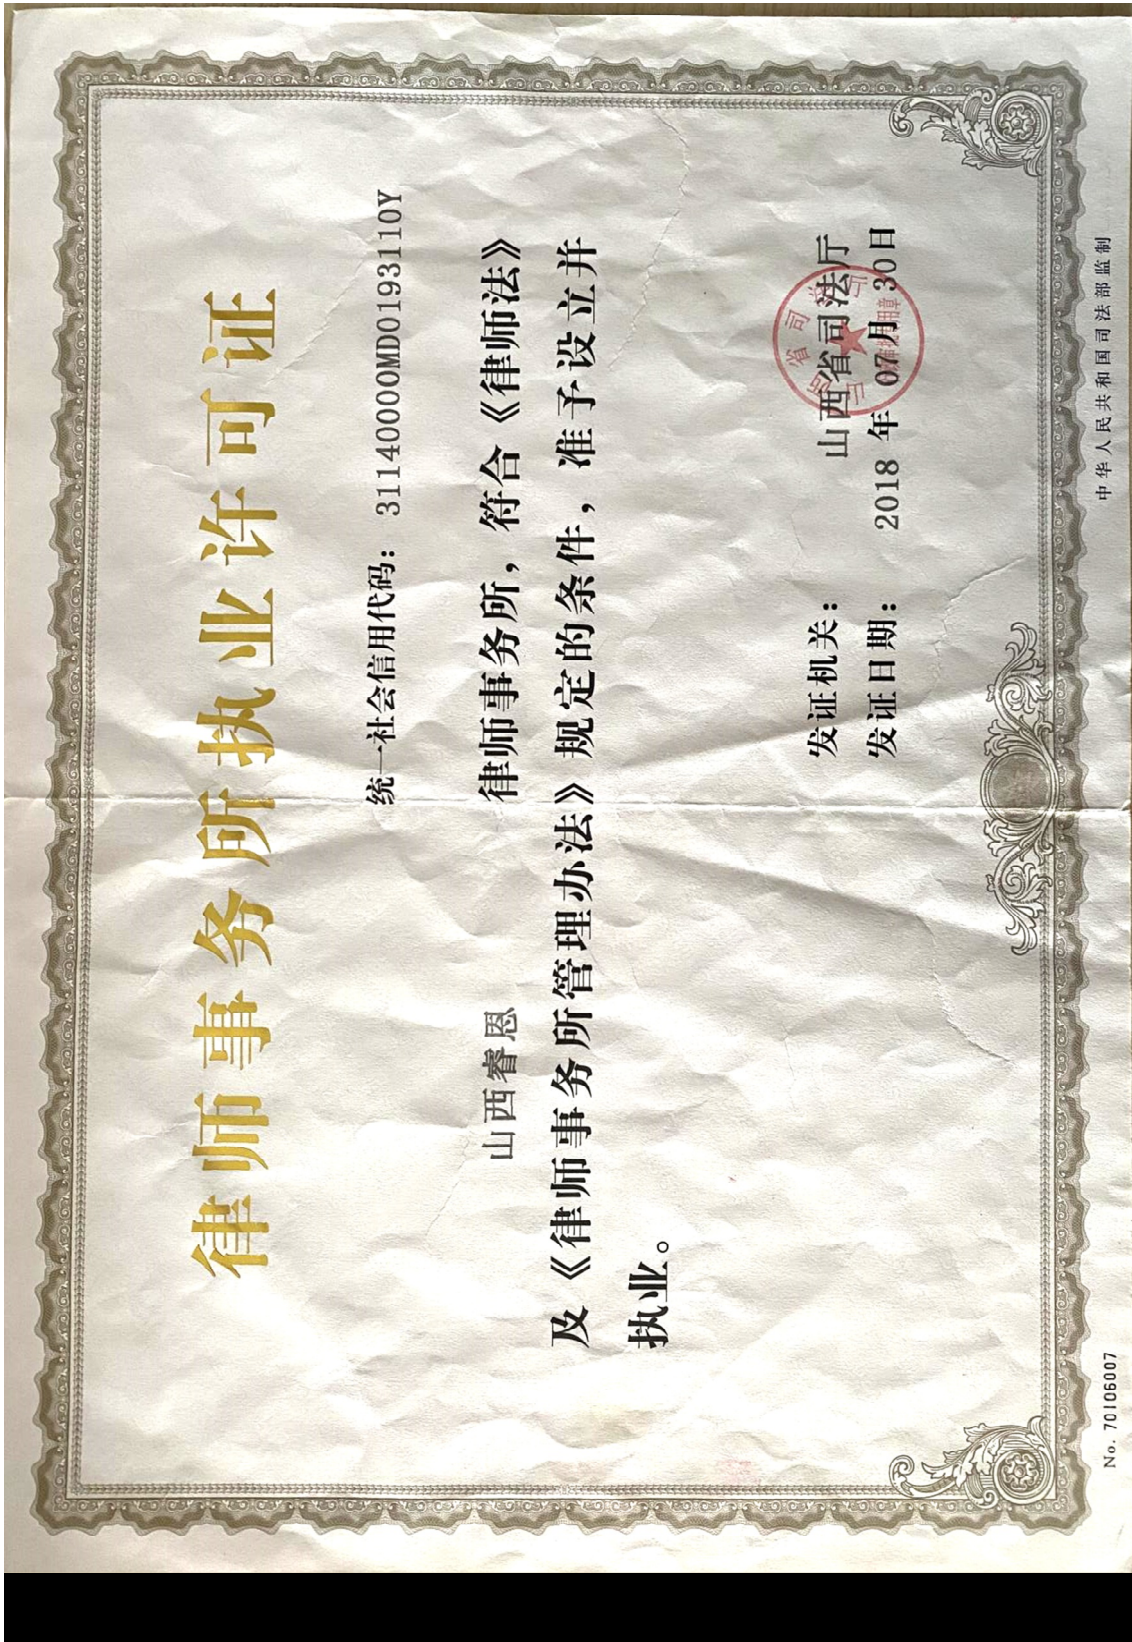 律师事务所执业许可证
统一社会信用代码：31140000MD0193110Y
山西睿恩 律师事务所，符合《律师法》
及《律师事务所管理办法》规定的条件，准予设立并
执业。
发证机关： 山西省司法厅
发证日期： 2018 年 07 月 30 日
No. 70106007
中华人民共和国司法部监制